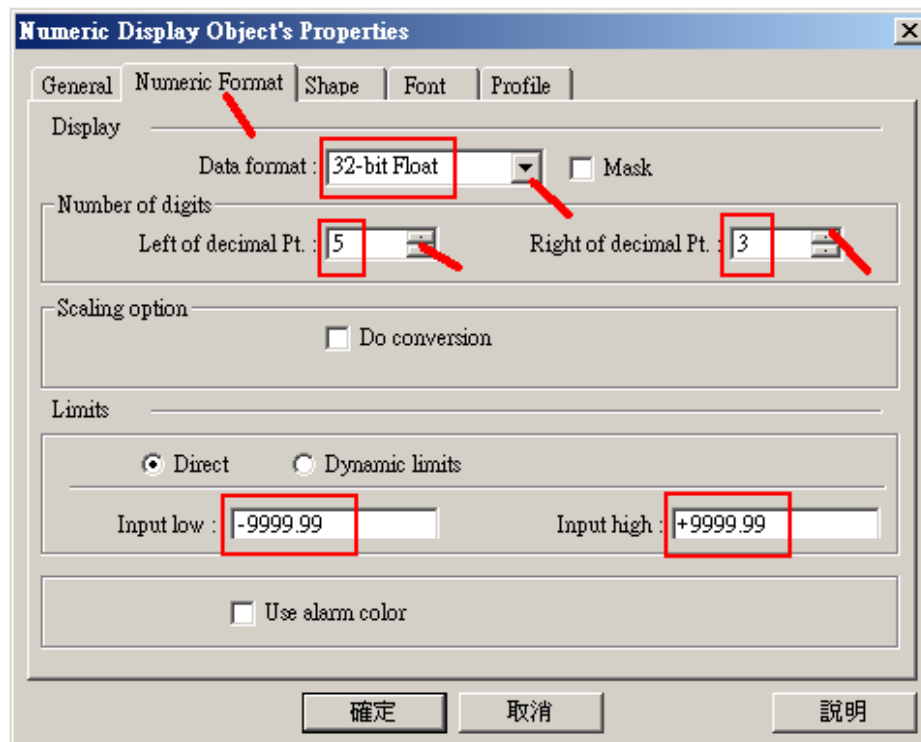 Numeric Display Object's Properties
General Numeric Format Shape Font Profile
Display
Data format : 32-bit Float Mask
Number of digits
Left of decimal Pt. : 5 Right of decimal Pt. : 3
Scaling option
Do conversion
Limits
Direct Dynamic limits
Input low : -9999.99 Input high : +9999.99
Use alarm color
確定 取消 說明